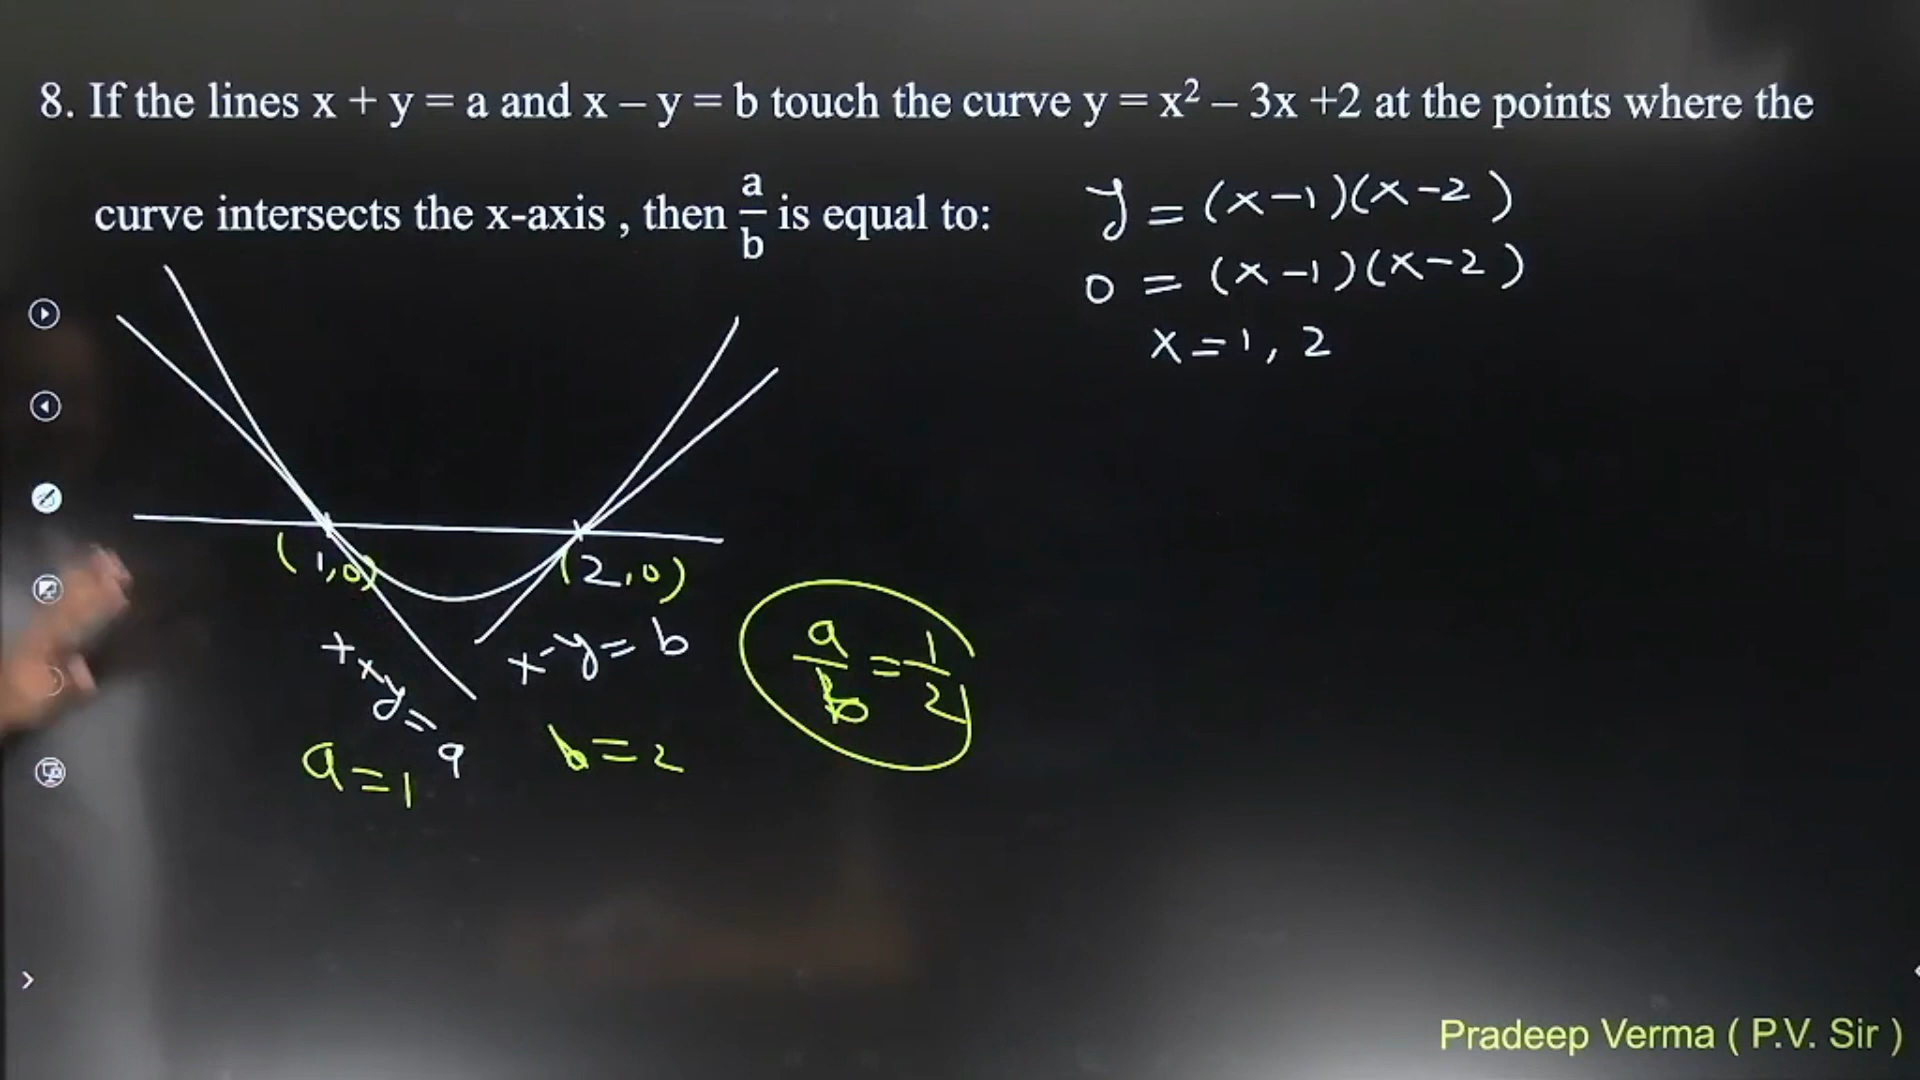 8. If the lines x + y = a and x – y = b touch the curve y = x² – 3x +2 at the points where the
curve intersects the x-axis , then a/b is equal to:
y = (x-1)(x-2)
0 = (x-1)(x-2)
x=1, 2
(1,0)
(2,0)
x+y=a
x-y=b
a=1
b=2
a/b=1/2
Pradeep Verma ( P.V. Sir )